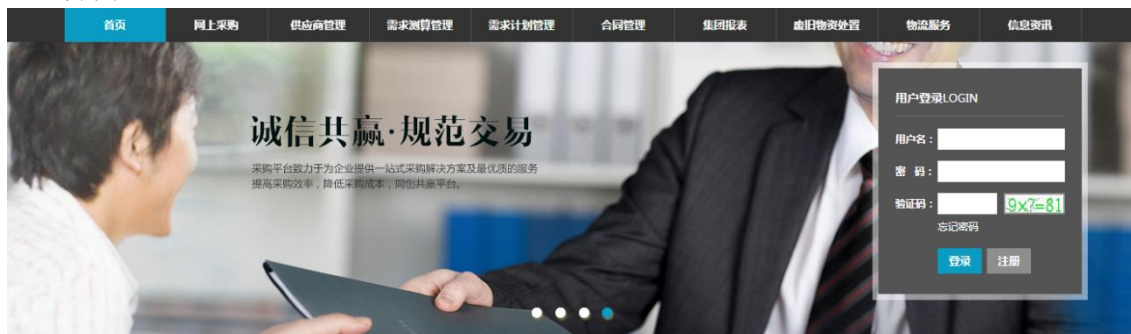 首页 网上采购 供应商管理 需求测算管理 需求计划管理 合同管理 集团报表 虚旧物资处置 物流服务 信息资讯
诚信共赢·规范交易
采购平台致力于为企业提供一站式采购解决方案及最优质的服务
提高采购效率，降低采购成本，同创共赢平台。
用户登录LOGIN
用户名：
密 码：
验证码： 9x?=81
忘记密码
登录 注册